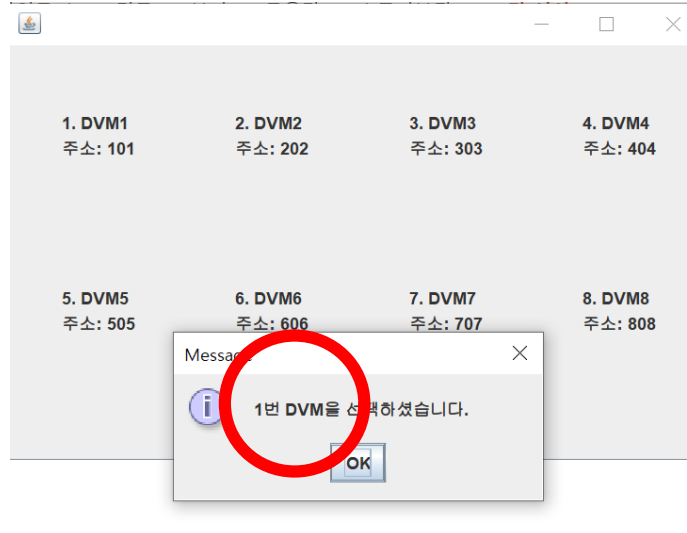 1. DVM1 2. DVM2 3. DVM3 4. DVM4
주소: 101 주소: 202 주소: 303 주소: 404
5. DVM5 6. DVM6 7. DVM7 8. DVM8
주소: 505 주소: 606 주소: 707 주소: 808
Message
1번 DVM을 선택하셨습니다.
OK